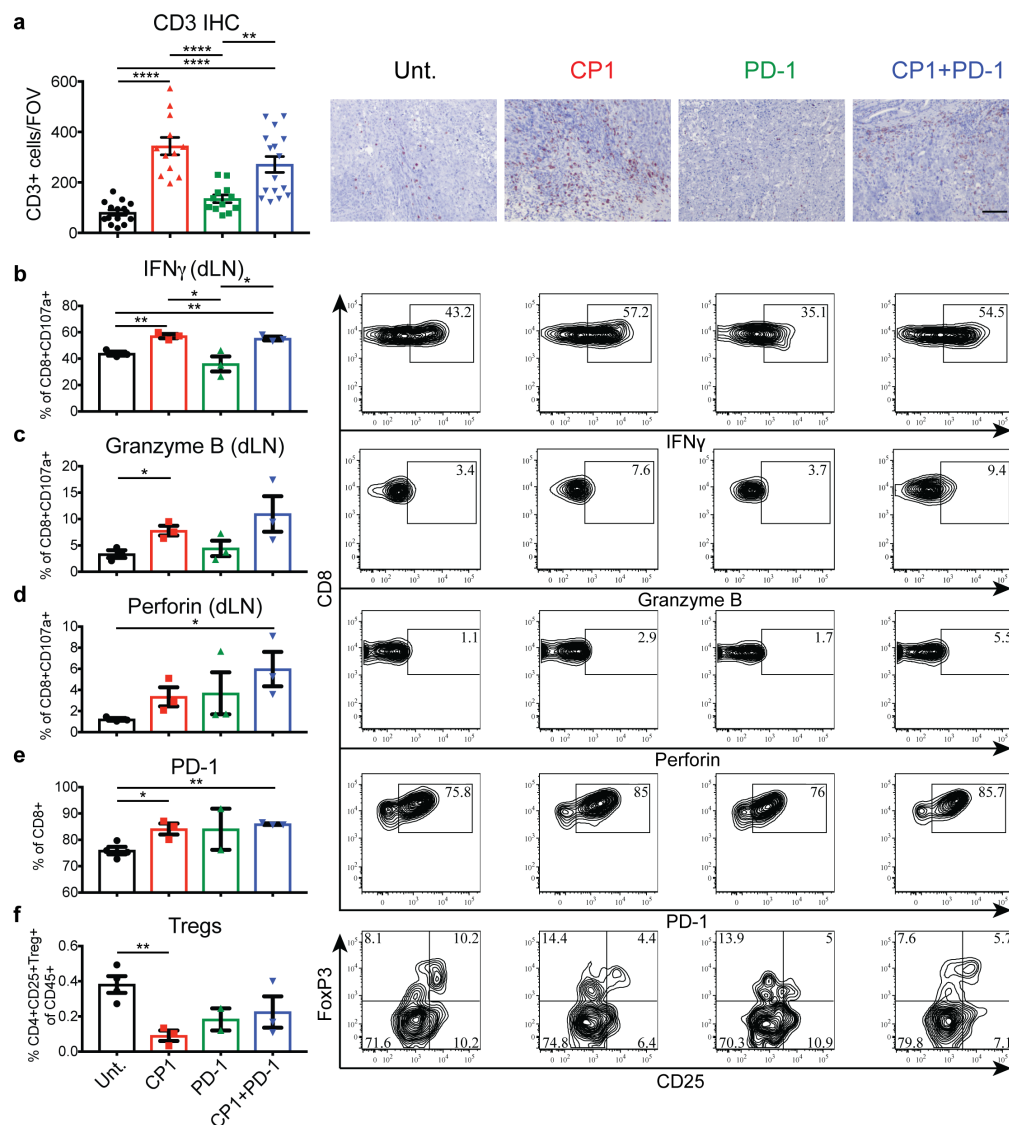 a
CD3 IHC
**
****
****
****
600
400
200
0
CD3+ cells/FOV
Unt.
CP1
PD-1
CP1+PD-1
b
IFNγ (dLN)
*
*
**
**
80
60
40
20
0
% of CD8+CD107a+
43.2
57.2
35.1
54.5
IFNγ
c
Granzyme B (dLN)
*
20
15
10
5
0
% of CD8+CD107a+
3.4
7.6
3.7
9.4
Granzyme B
CD8
d
Perforin (dLN)
*
10
8
6
4
2
0
% of CD8+CD107a+
1.1
2.9
1.7
5.5
Perforin
e
PD-1
**
*
100
90
80
70
60
% of CD8+
75.8
85
76
85.7
PD-1
f
Tregs
**
0.6
0.4
0.2
0.0
% CD4+CD25+Treg+
of CD45+
Unt.
CP1
PD-1
CP1+PD-1
FoxP3
8.1 10.2
71.6 10.2
14.4 4.4
74.8 6.4
13.9 5
70.3 10.9
7.6 5.7
79.8 7.1
CD25